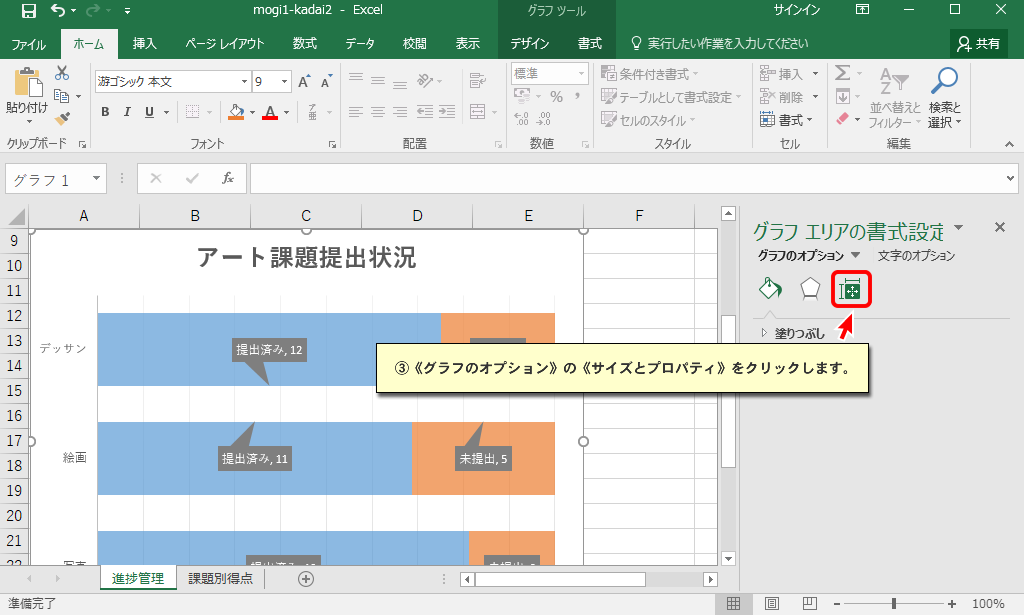 mogi1-kadai2 - Excel
グラフ ツール
サインイン
ファイル ホーム 挿入 ページ レイアウト 数式 データ 校閲 表示 デザイン 書式 実行したい作業を入力してください 共有
貼り付け
クリップボード
游ゴシック 本文 9
B I U
フォント
配置
標準
% ,
数値
条件付き書式
テーブルとして書式設定
セルのスタイル
スタイル
挿入
削除
書式
セル
並べ替えと
フィルター
検索と
選択
編集
グラフ 1
fx
A B C D E F
9
10
11
12
13
14
15
16
17
18
19
20
21
アート課題提出状況
デッサン
提出済み, 12
絵画
提出済み, 11
未提出, 5
グラフ エリアの書式設定
グラフのオプション 文字のオプション
塗りつぶし
③《グラフのオプション》の《サイズとプロパティ》をクリックします。
進捗管理 課題別得点
準備完了
100%